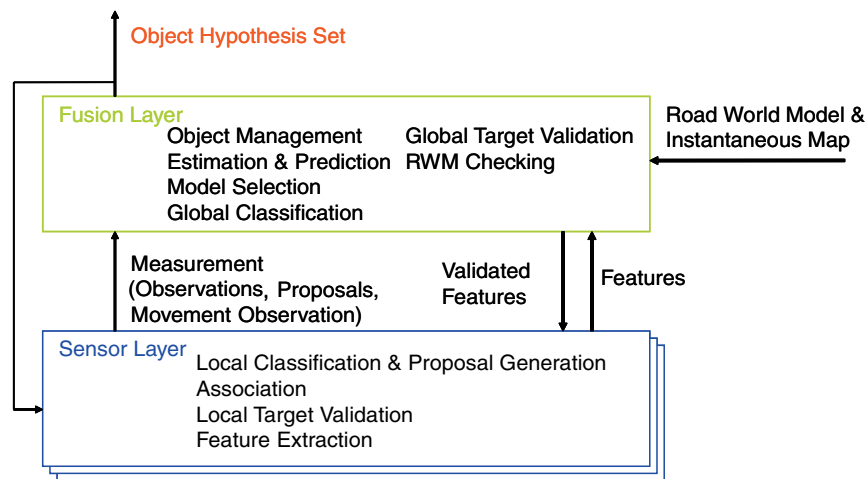 Object Hypothesis Set
Fusion Layer
Object Management
Estimation & Prediction
Model Selection
Global Classification
Global Target Validation
RWM Checking
Road World Model &
Instantaneous Map
Measurement
(Observations, Proposals,
Movement Observation)
Validated
Features
Features
Sensor Layer
Local Classification & Proposal Generation
Association
Local Target Validation
Feature Extraction